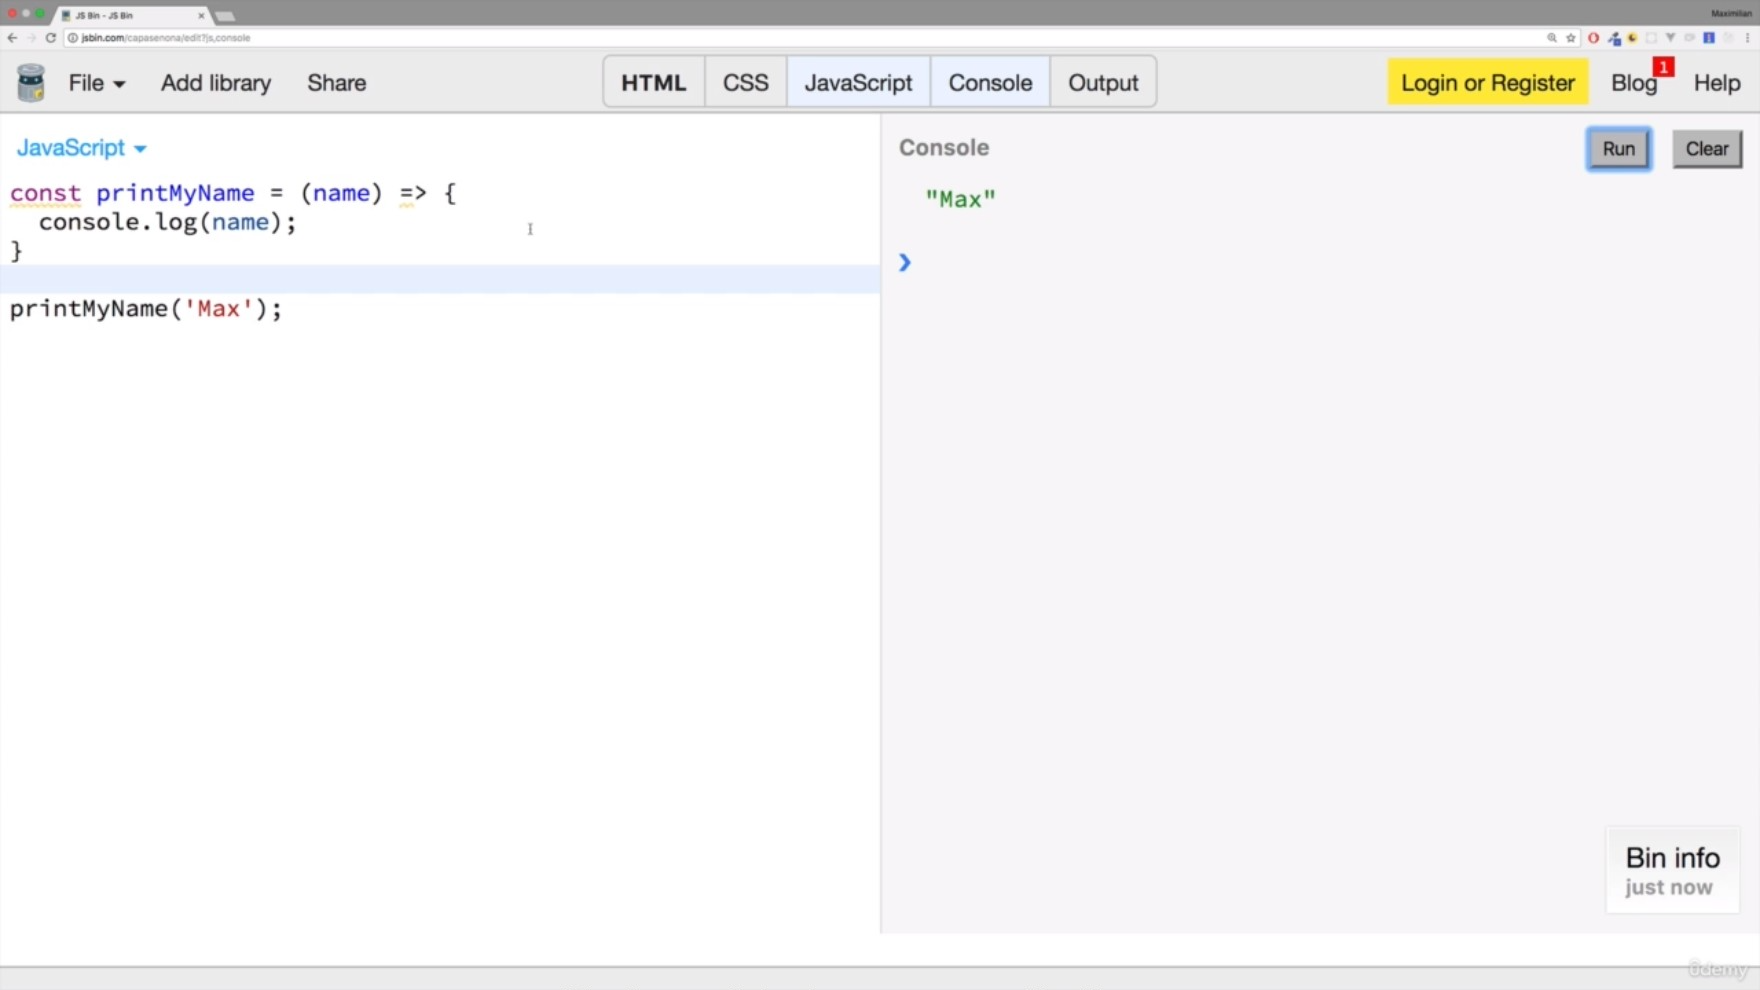 JS Bin - JS Bin
Maximilian
jsbin.com/capasenona/edit?js,console
File
Add library
Share
HTML
CSS
JavaScript
Console
Output
Login or Register
Blog
1
Help
JavaScript
const printMyName = (name) => {
  console.log(name);
}
printMyName('Max');
Console
Run
Clear
"Max"
Bin info
just now
ûdemy